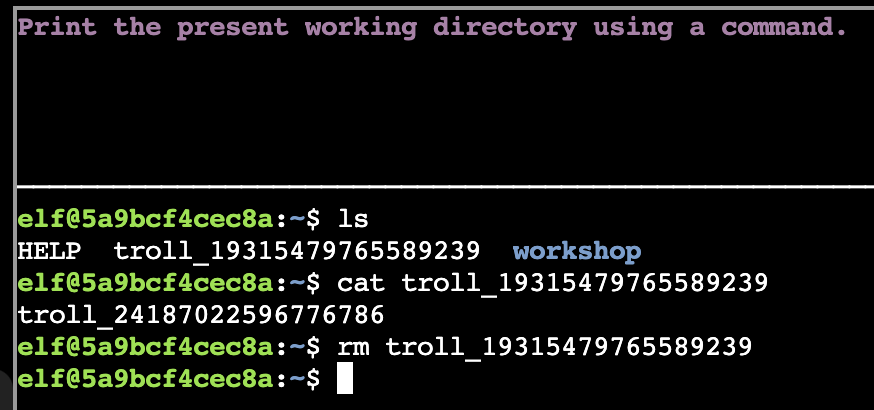 Print the present working directory using a command.
elf@5a9bcf4cec8a:~$ ls
HELP  troll_19315479765589239  workshop
elf@5a9bcf4cec8a:~$ cat troll_19315479765589239
troll_24187022596776786
elf@5a9bcf4cec8a:~$ rm troll_19315479765589239
elf@5a9bcf4cec8a:~$